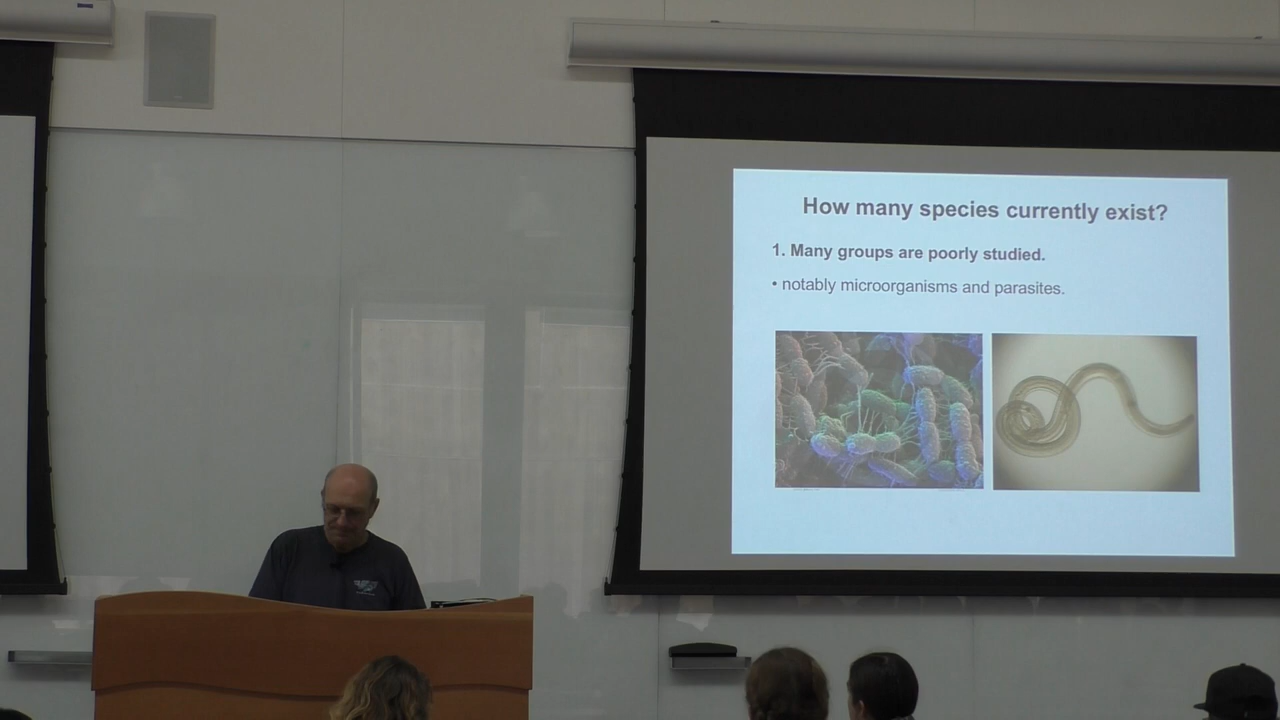 How many species currently exist?
1. Many groups are poorly studied.
• notably microorganisms and parasites.